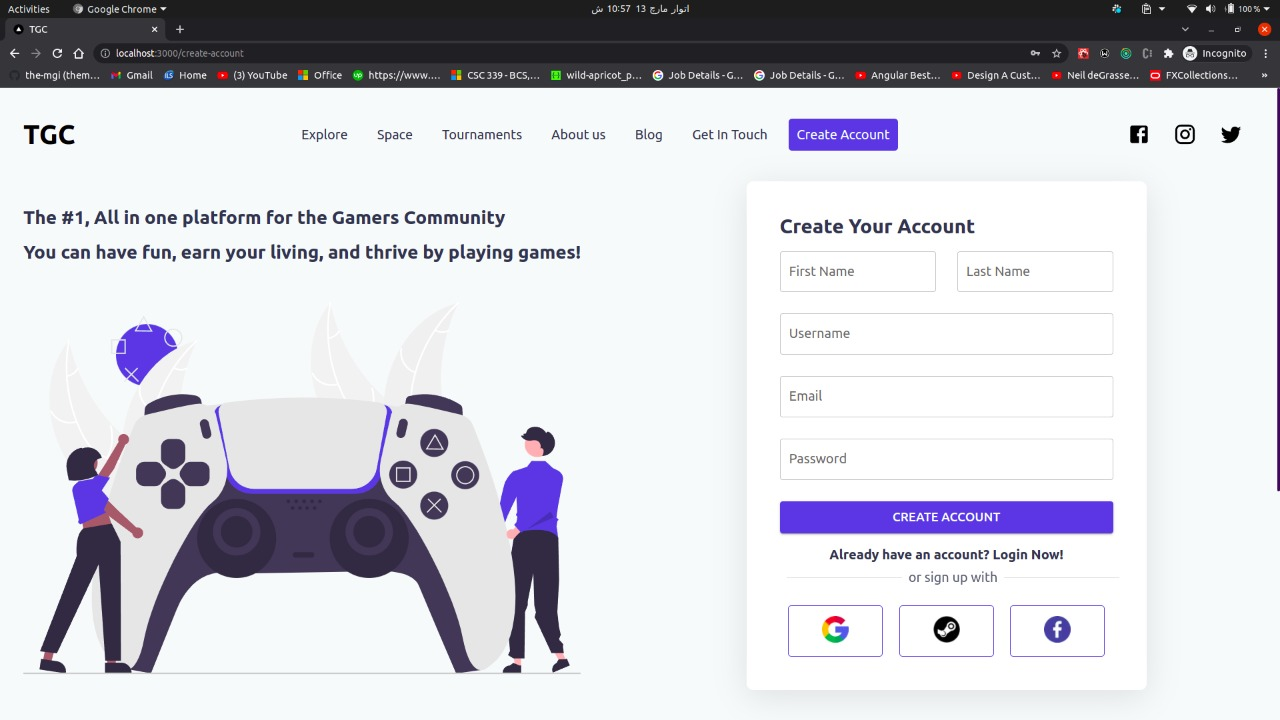 Activities Google Chrome اتوار مارچ 13 10:57 ش 100 %
TGC
localhost:3000/create-account Incognito
the-mgi (them… Gmail Home (3) YouTube Office https://www.… CSC 339 - BCS,… wild-apricot_p… Job Details - G… Job Details - G… Angular Best… Design A Cust… Neil deGrasse… FXCollections… »
TGC Explore Space Tournaments About us Blog Get In Touch Create Account
The #1, All in one platform for the Gamers Community
You can have fun, earn your living, and thrive by playing games!
Create Your Account
First Name Last Name
Username
Email
Password
CREATE ACCOUNT
Already have an account? Login Now!
or sign up with